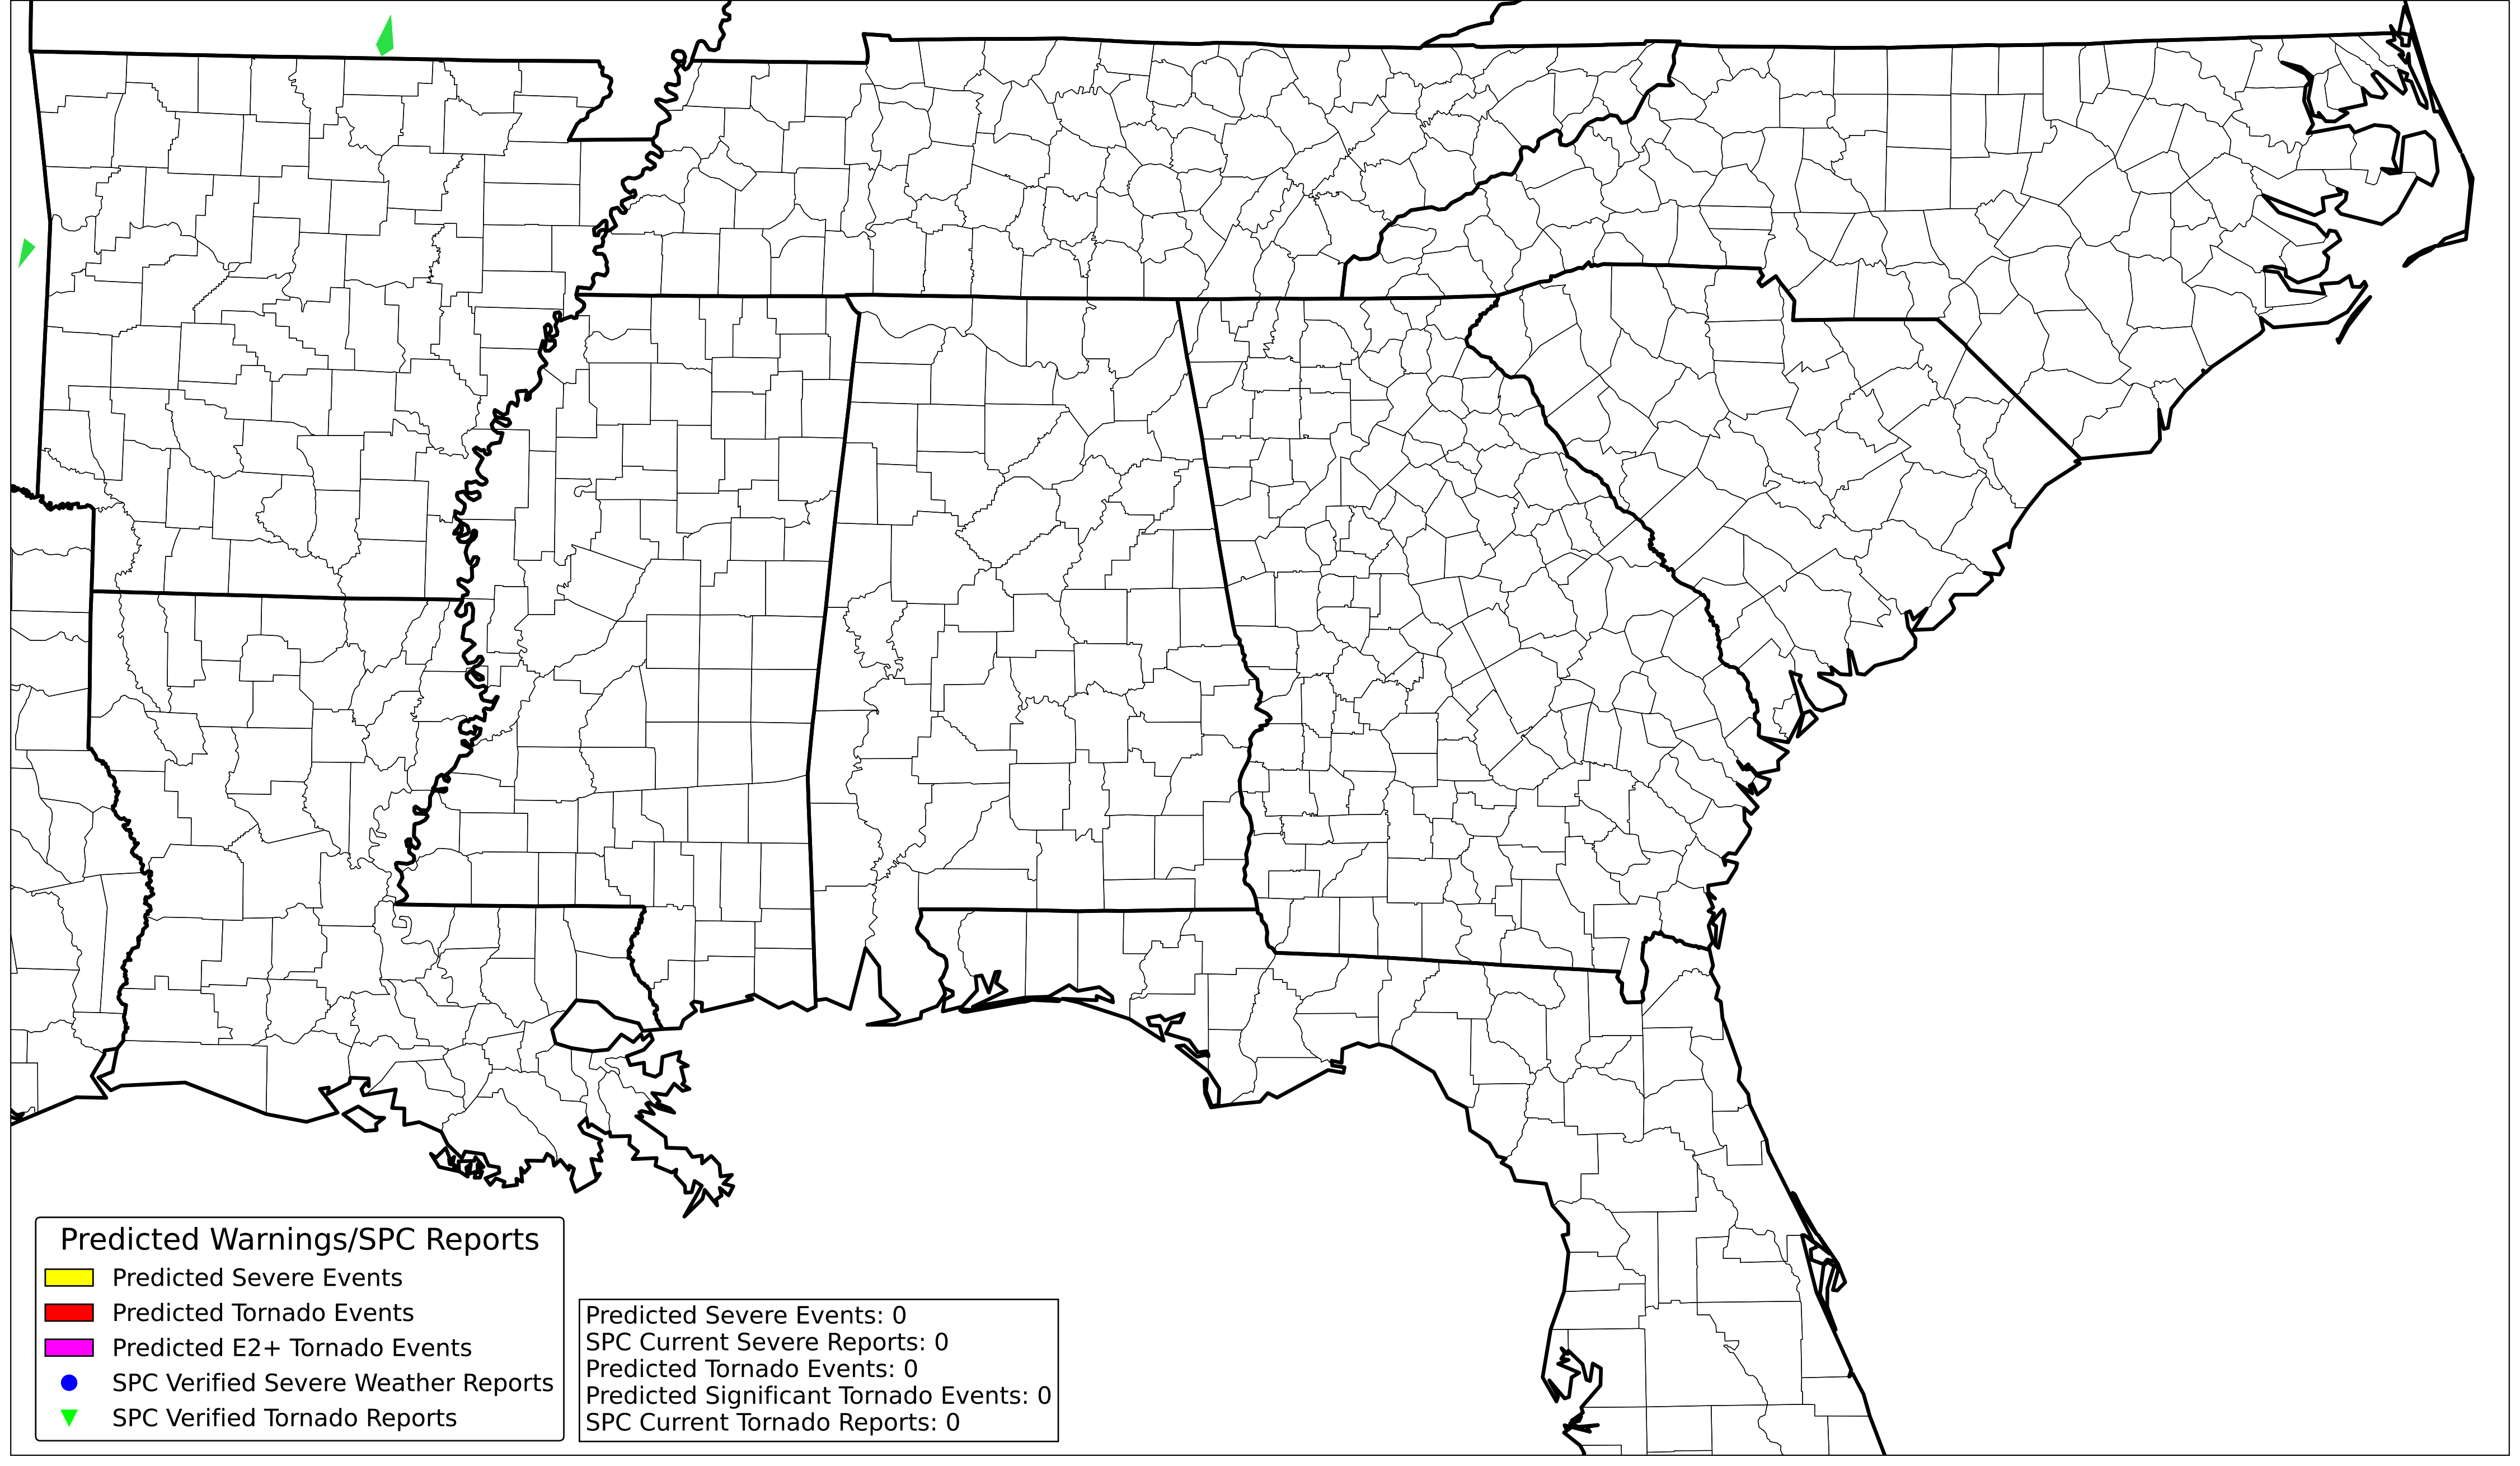 Predicted Warnings/SPC Reports
Predicted Severe Events
Predicted Tornado Events
Predicted E2+ Tornado Events
SPC Verified Severe Weather Reports
SPC Verified Tornado Reports
Predicted Severe Events: 0
SPC Current Severe Reports: 0
Predicted Tornado Events: 0
Predicted Significant Tornado Events: 0
SPC Current Tornado Reports: 0